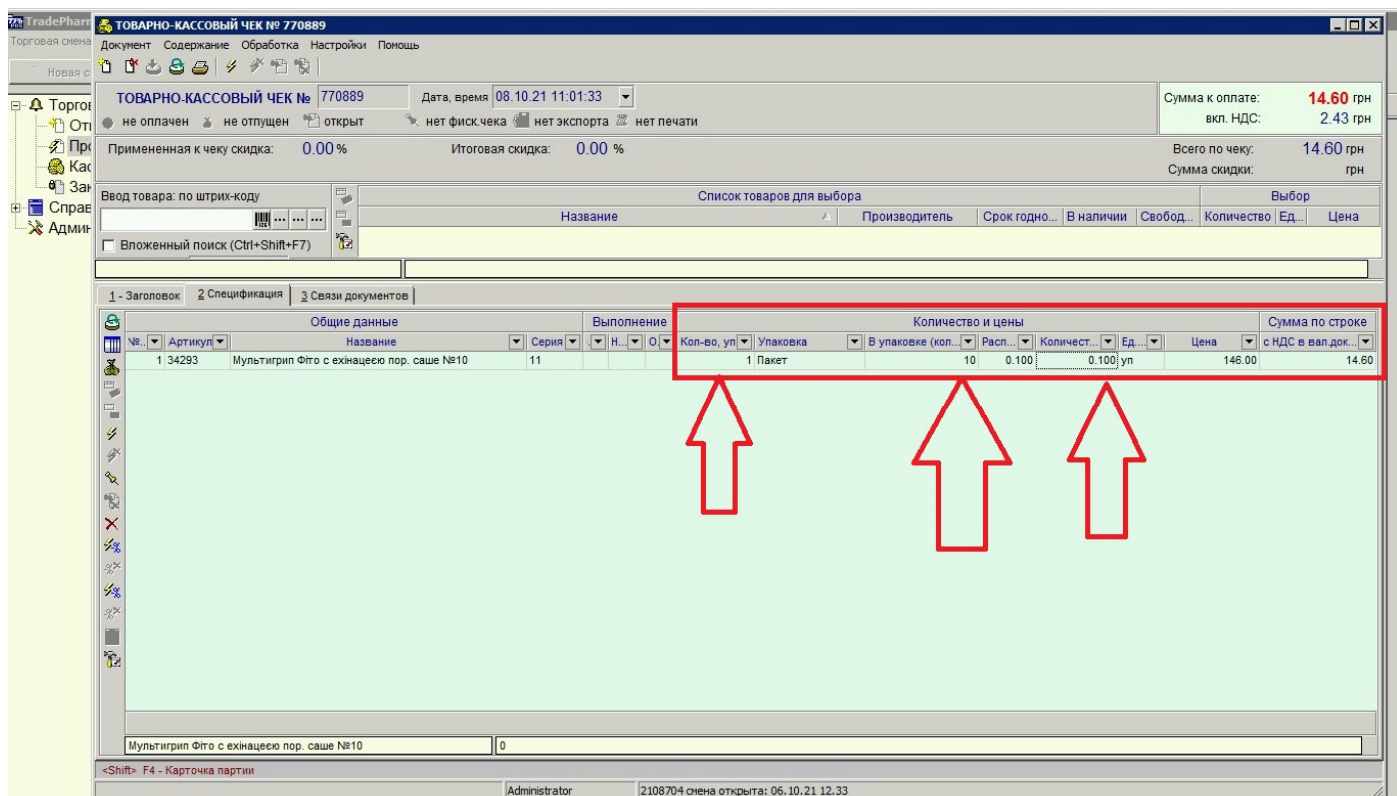 TradePharm
ТОВАРНО-КАССОВЫЙ ЧЕК № 770889
Торговая смена
Документ Содержание Обработка Настройки Помощь
Новая с
ТОВАРНО-КАССОВЫЙ ЧЕК № 770889 Дата, время 08.10.21 11:01:33
Сумма к оплате: 14.60 грн
не оплачен не отпущен открыт нет фиск.чека нет экспорта нет печати
вкл. НДС: 2.43 грн
Примененная к чеку скидка: 0.00 % Итоговая скидка: 0.00 %
Всего по чеку: 14.60 грн
Сумма скидки: грн
Торгов
От
Про
Кас
Зак
Справ
Админ
Ввод товара: по штрих-коду
Список товаров для выбора Выбор
Название Производитель Срок годно... В наличии Свобод... Количество Ед... Цена
Вложенный поиск (Ctrl+Shift+F7)
1 - Заголовок 2 Спецификация 3 Связи документов
Общие данные Выполнение Количество и цены Сумма по строке
№.. Артикул Название Серия . Н... О. Кол-во, уп Упаковка В упаковке (кол... Расп... Количест... Ед... Цена с НДС в вал.док...
1 34293 Мультигрип Фіто с ехінацеєю пор. саше №10 11 1 Пакет 10 0.100 0.100 уп 146.00 14.60
Мультигрип Фіто с ехінацеєю пор. саше №10 0
<Shift> F4 - Карточка партии
Administrator 2108704 смена открыта: 06.10.21 12.33